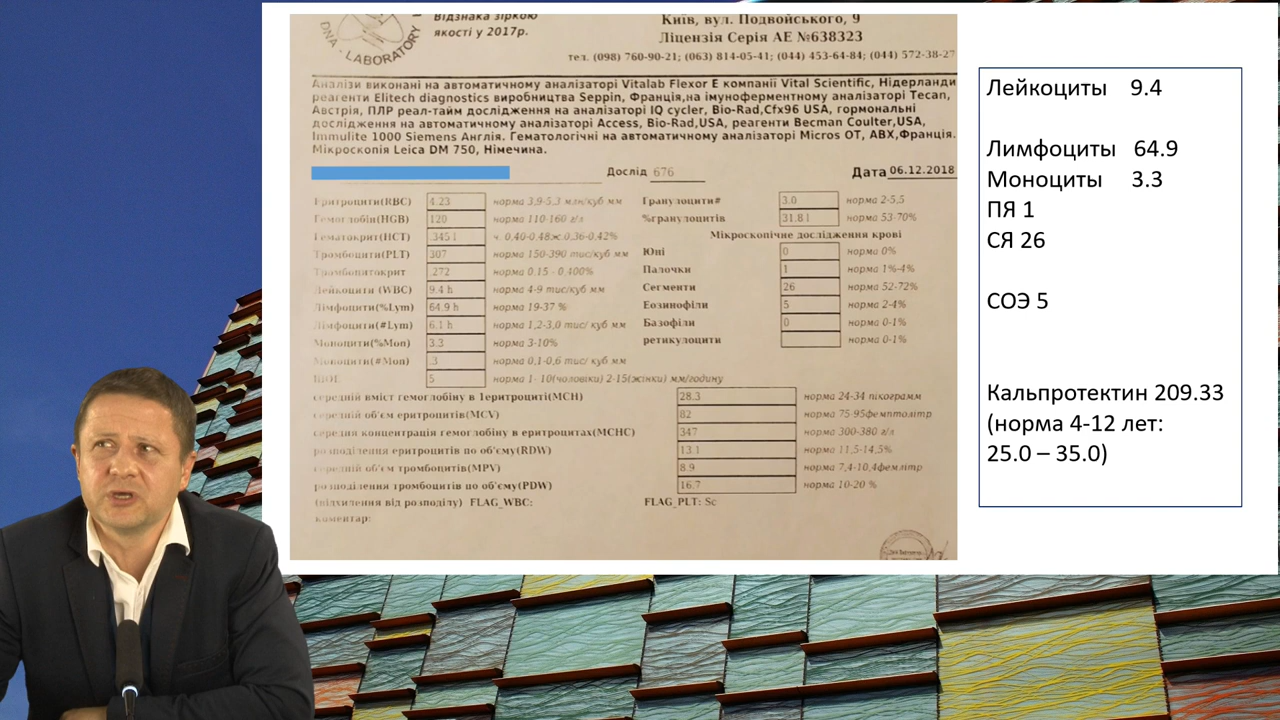 Відзнака зіркою
якості у 2017р.
DNA - LABORATORY
Київ, вул. Подвойського, 9
Ліцензія Серія АЕ №638323
тел. (098) 760-90-21; (063) 814-05-41; (044) 453-64-84; (044) 572-38-27
Аналізи виконані на автоматичному аналізаторі Vitalab Flexor E компанії Vital Scientific, Нідерланди
реагенти Elitech diagnostics виробництва Seppin, Франція,на імуноферментному аналізаторі Tecan,
Австрія, ПЛР реал-тайм дослідження на аналізаторі IQ cycler, Bio-Rad,Cfx96 USA, гормональні
дослідження на автоматичному аналізаторі Access, Bio-Rad,USA, реагенти Becman Coulter,USA,
Immulite 1000 Siemens Англія. Гематологічні на автоматичному аналізаторі Micros OT, ABX,Франція.
Мікроскопія Leica DM 750, Німечина.
Дослід 676 Дата 06.12.2018
Еритроцити(RBC) 4.23 норма 3,9-5,3 млн/куб мм
Гемоглобін(HGB) 120 норма 110-160 г/л
Гематокрит(HCT) .345 l ч. 0,40-0,48ж.0,36-0,42%
Тромбоцити(PLT) 307 норма 150-390 тис/куб мм
Тромбоцитокрит .272 норма 0.15 - 0,400%
Лейкоцити (WBC) 9.4 h норма 4-9 тис/куб мм
Лімфоцити(%Lym) 64.9 h норма 19-37 %
Лімфоцити(#Lym) 6.1 h норма 1,2-3,0 тис/ куб мм
Моноцити(%Mon) 3.3 норма 3-10%
Моноцити(#Mon) .3 норма 0,1-0,6 тис/ куб мм
ШОЕ 5 норма 1- 10(чоловіки) 2-15(жінки) мм/годину
Гранулоцити# 3.0 норма 2-5,5
%гранулоцитів 31.8 l норма 53-70%
Мікроскопічне дослідження крові
Юні 0 норма 0%
Палочки 1 норма 1%-4%
Сегменти 26 норма 52-72%
Еозинофіли 5 норма 2-4%
Базофіли 0 норма 0-1%
ретикулоцити норма 0-1%
середній вміст гемоглобіну в 1еритроциті(MCH) 28.3 норма 24-34 пікограмм
середній об'єм еритроцитів(MCV) 82 норма 75-95фемптолітр
середня концентрація гемоглобіну в еритроцитах(MCHC) 347 норма 300-380 г/л
розподілення еритроцитів по об'єму(RDW) 13.1 норма 11,5-14,5%
середній об'єм тромбоцитів(MPV) 8.9 норма 7,4-10,4фемлітр
розподілення тромбоцитів по об'єму(PDW) 16.7 норма 10-20 %
(відхилення від розподілу) FLAG_WBC: FLAG_PLT: Sc
коментар:
Лейкоциты 9.4
Лимфоциты 64.9
Моноциты 3.3
ПЯ 1
СЯ 26
СОЭ 5
Кальпротектин 209.33
(норма 4-12 лет:
25.0 – 35.0)